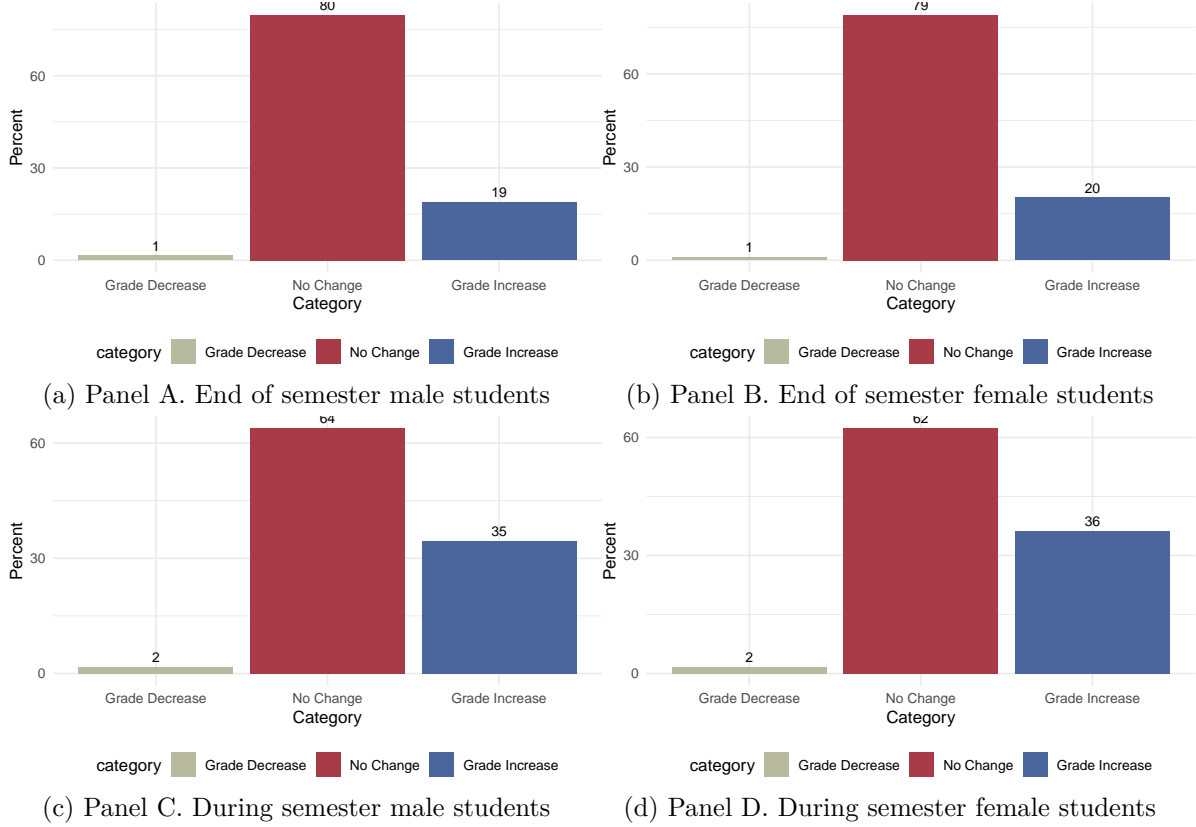 80
60
30
0
Percent
1
19
Grade Decrease No Change Grade Increase
Category
category Grade Decrease No Change Grade Increase
(a) Panel A. End of semester male students
79
60
30
0
Percent
1
20
Grade Decrease No Change Grade Increase
Category
category Grade Decrease No Change Grade Increase
(b) Panel B. End of semester female students
64
60
30
0
Percent
2
35
Grade Decrease No Change Grade Increase
Category
category Grade Decrease No Change Grade Increase
(c) Panel C. During semester male students
62
60
30
0
Percent
2
36
Grade Decrease No Change Grade Increase
Category
category Grade Decrease No Change Grade Increase
(d) Panel D. During semester female students